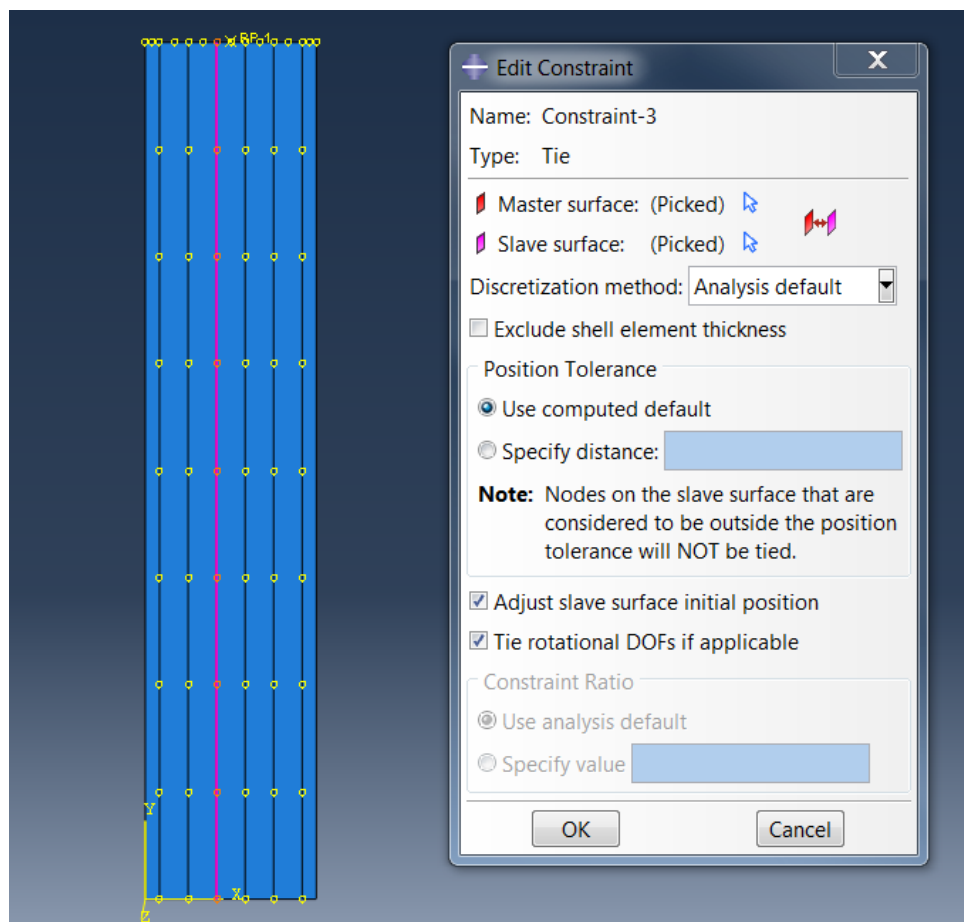 RP-1
Y
X
Z
Edit Constraint
X
Name: Constraint-3
Type: Tie
Master surface: (Picked)
Slave surface: (Picked)
Discretization method: Analysis default
Exclude shell element thickness
Position Tolerance
Use computed default
Specify distance:
Note: Nodes on the slave surface that are
considered to be outside the position
tolerance will NOT be tied.
Adjust slave surface initial position
Tie rotational DOFs if applicable
Constraint Ratio
Use analysis default
Specify value
OK
Cancel